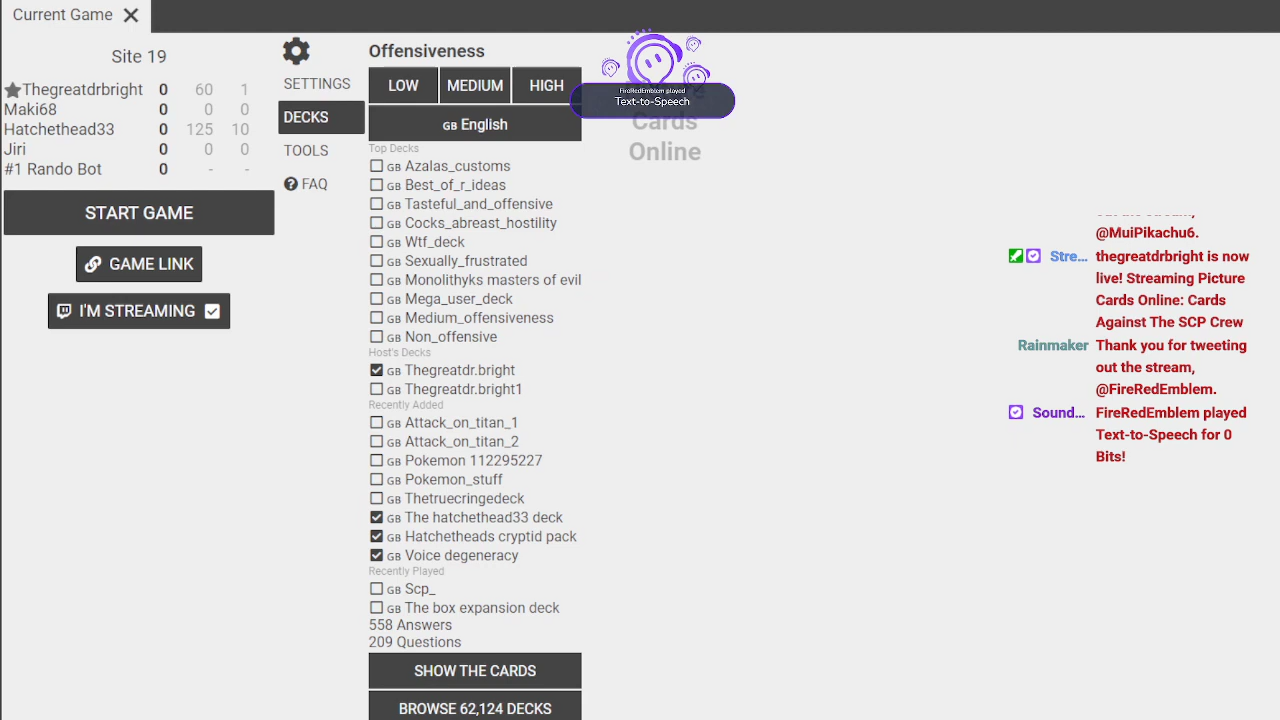 Current Game
Site 19
Thegreatdrbright 0 60 1
Maki68 0 0 0
Hatchethead33 0 125 10
Jiri 0 0 0
#1 Rando Bot 0 - -
START GAME
GAME LINK
I'M STREAMING
SETTINGS
DECKS
TOOLS
FAQ
Offensiveness
LOW MEDIUM HIGH
GB English
Top Decks
GB Azalas_customs
GB Best_of_r_ideas
GB Tasteful_and_offensive
GB Cocks_abreast_hostility
GB Wtf_deck
GB Sexually_frustrated
GB Monolithyks masters of evil
GB Mega_user_deck
GB Medium_offensiveness
GB Non_offensive
Host's Decks
GB Thegreatdr.bright
GB Thegreatdr.bright1
Recently Added
GB Attack_on_titan_1
GB Attack_on_titan_2
GB Pokemon 112295227
GB Pokemon_stuff
GB Thetruecringedeck
GB The hatchethead33 deck
GB Hatchetheads cryptid pack
GB Voice degeneracy
Recently Played
GB Scp_
GB The box expansion deck
558 Answers
209 Questions
SHOW THE CARDS
BROWSE 62,124 DECKS
FireRedEmblem played
Text-to-Speech
Cards
Online
out the stream,
@MuiPikachu6.
Stre... thegreatdrbright is now
live! Streaming Picture
Cards Online: Cards
Against The SCP Crew
Rainmaker Thank you for tweeting
out the stream,
@FireRedEmblem.
Sound... FireRedEmblem played
Text-to-Speech for 0
Bits!